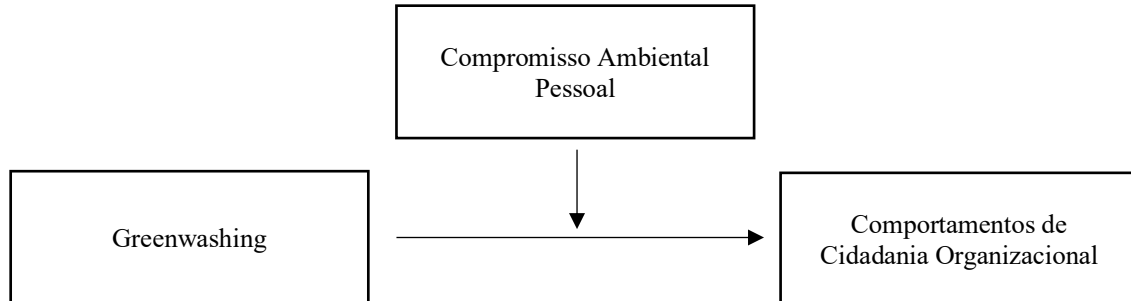 Compromisso Ambiental
Pessoal
Greenwashing
Comportamentos de
Cidadania Organizacional